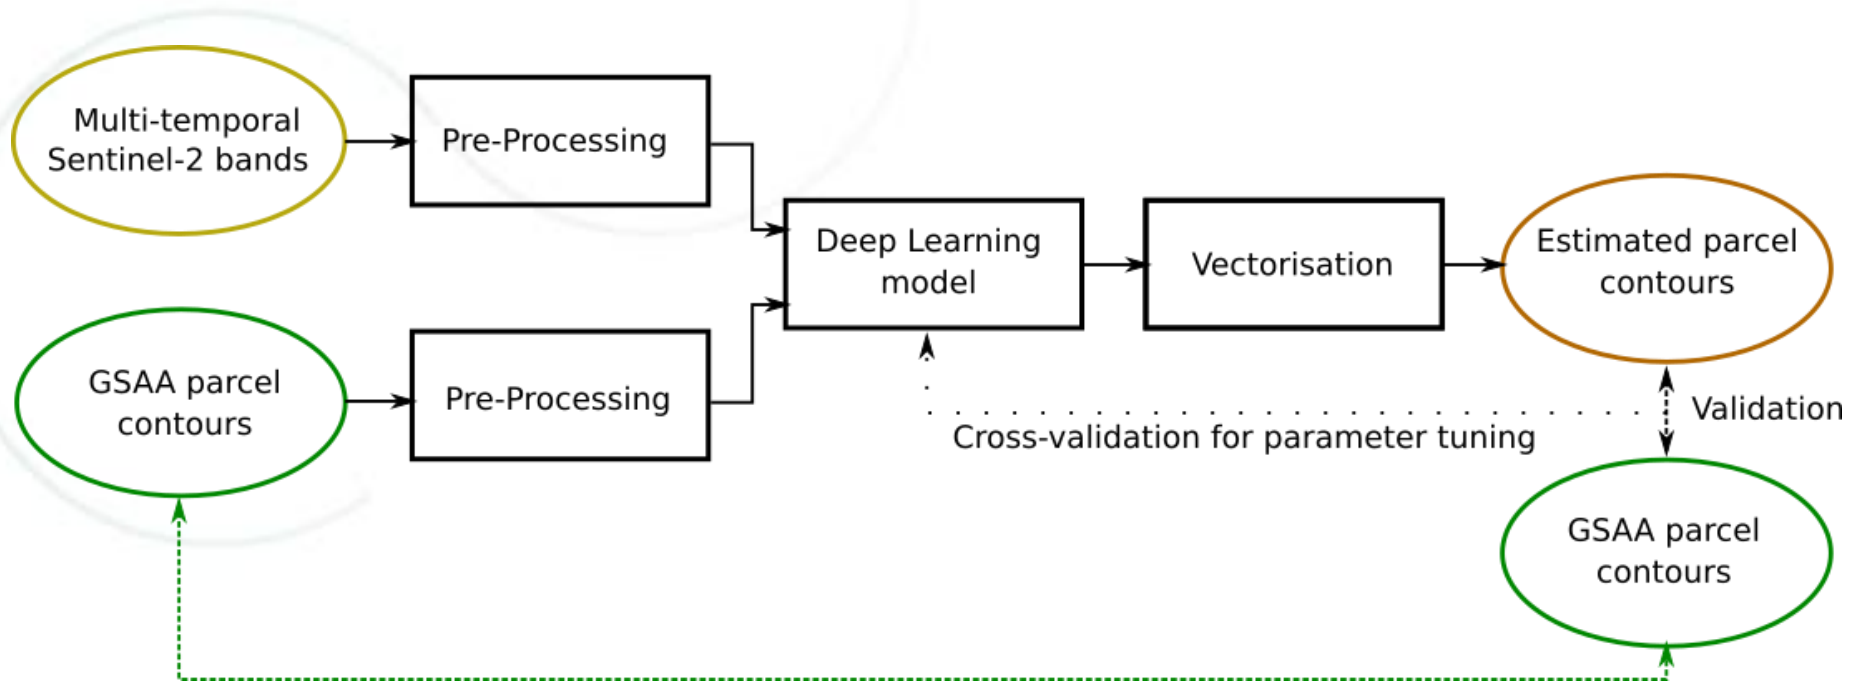 Multi-temporal
Sentinel-2 bands
Pre-Processing
Deep Learning
model
Vectorisation
Estimated parcel
contours
GSAA parcel
contours
Pre-Processing
Validation
Cross-validation for parameter tuning
GSAA parcel
contours